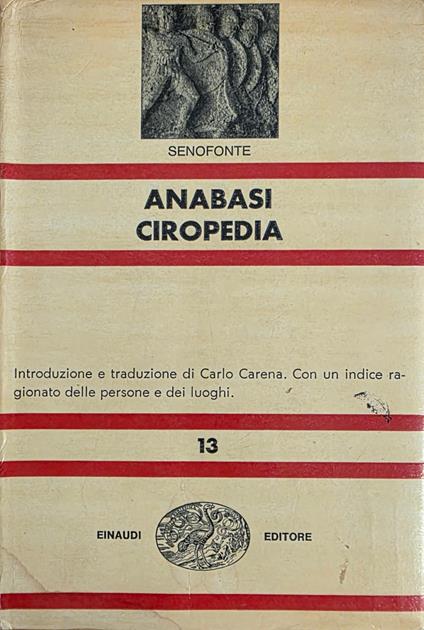 SENOFONTE
ANABASI
CIROPEDIA
Introduzione e traduzione di Carlo Carena. Con un indice ra-
gionato delle persone e dei luoghi.
13
EINAUDI EDITORE